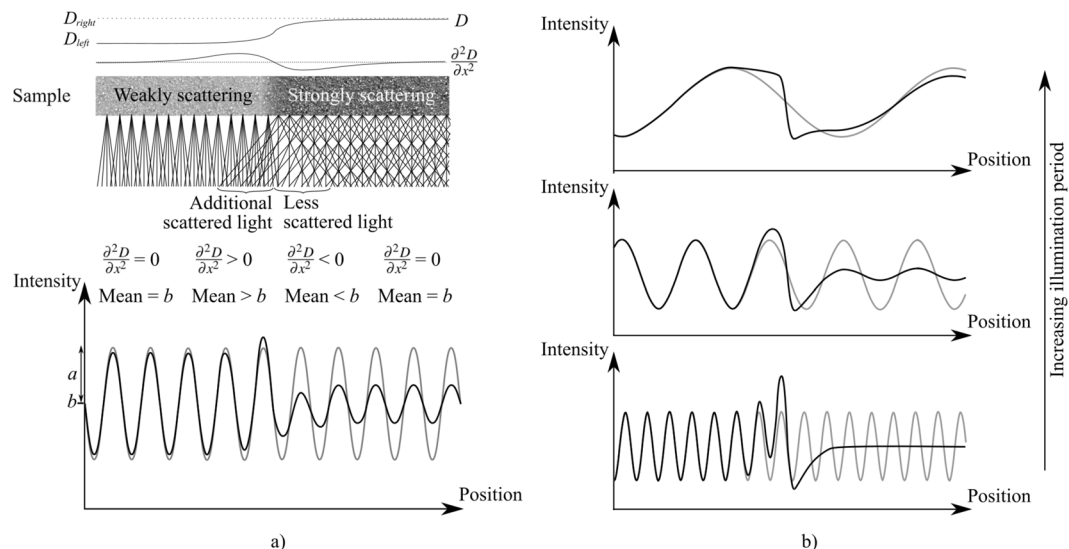 D_right
D_left
D
∂²D/∂x²
Sample
Weakly scattering
Strongly scattering
Additional
scattered light
Less
scattered light
∂²D/∂x² = 0
∂²D/∂x² > 0
∂²D/∂x² < 0
∂²D/∂x² = 0
Mean = b
Mean > b
Mean < b
Mean = b
Intensity
a
b
Position
a)
Intensity
Position
Intensity
Position
Intensity
Position
Increasing illumination period
b)